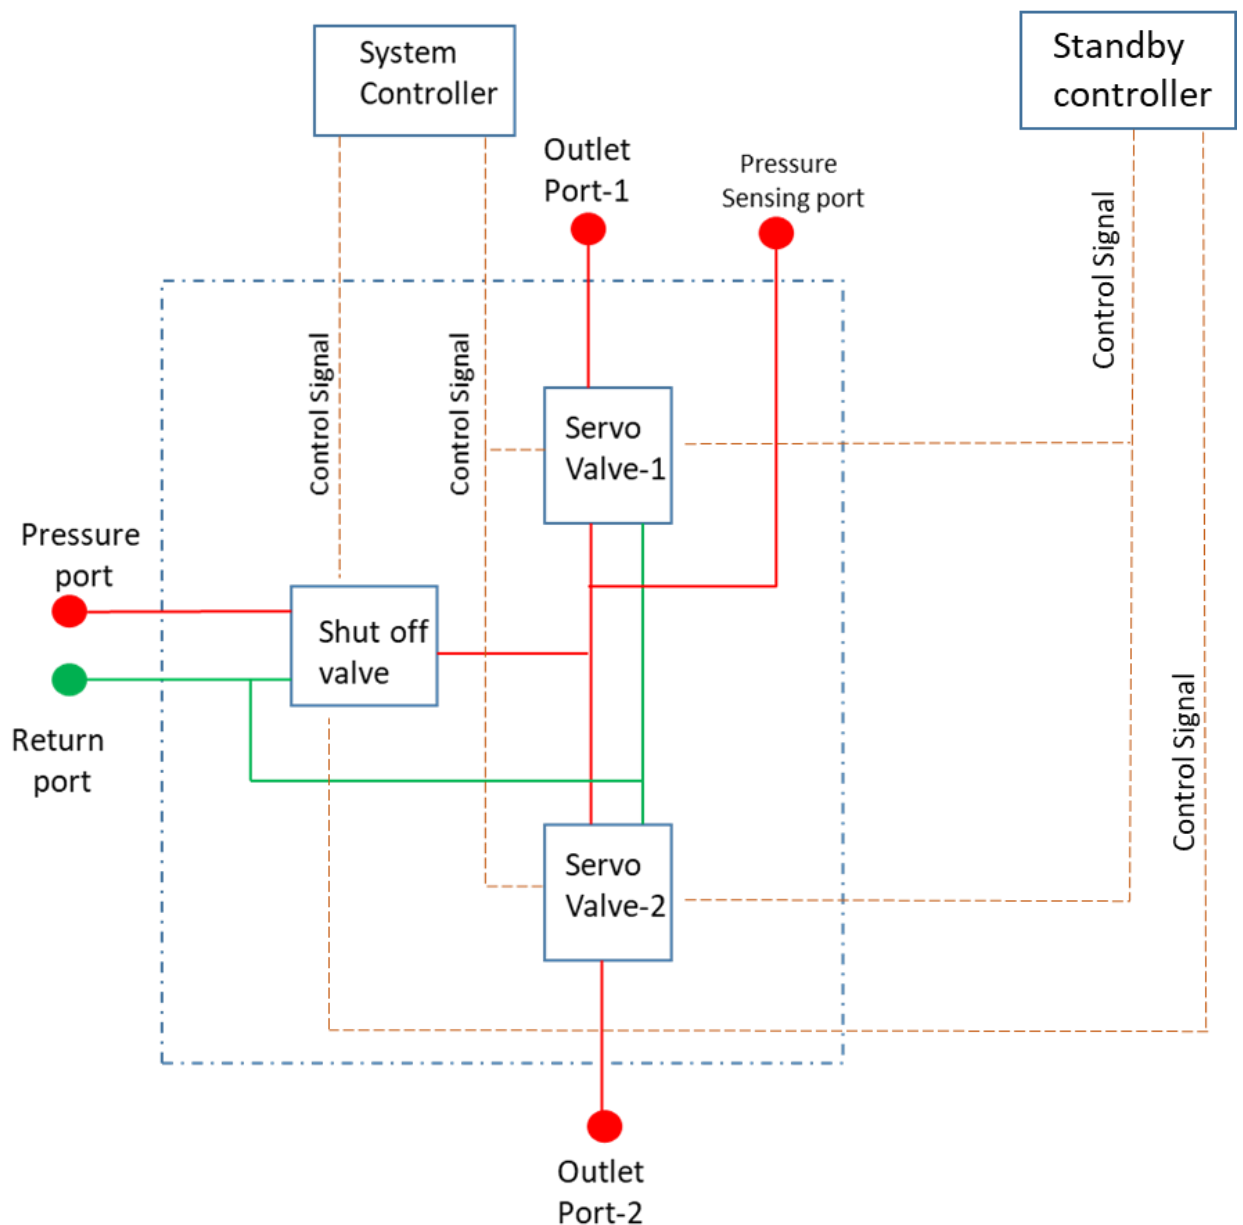 System
Controller
Standby
controller
Outlet
Port-1
Pressure
Sensing port
Control Signal
Control Signal
Control Signal
Servo
Valve-1
Pressure
port
Shut off
valve
Return
port
Control Signal
Servo
Valve-2
Outlet
Port-2